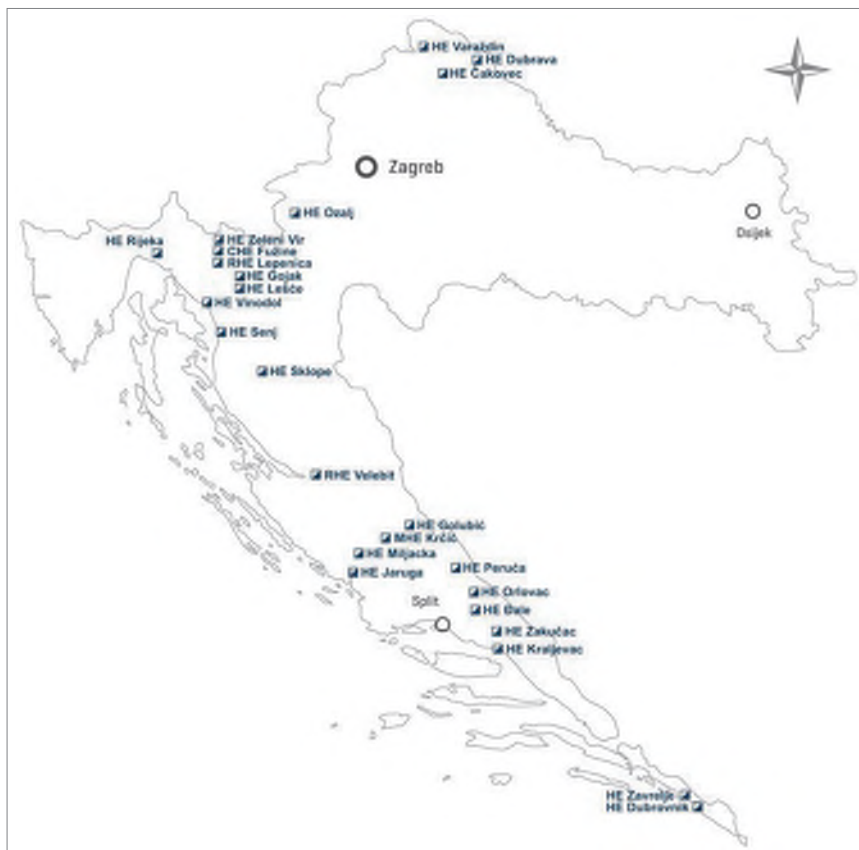 HE Varaždin
HE Dubrava
HE Čakovec
Zagreb
HE Ozalj
Osijek
HE Rijeka
HE Zeleni Vir
CHE Fužine
RHE Lepenica
HE Gojak
HE Lešće
HE Vinodol
HE Senj
HE Sklope
RHE Velebit
HE Golubić
MHE Krčić
HE Miljacka
HE Peruća
HE Jaruga
HE Orlovac
Split
HE Đale
HE Zakučac
HE Kraljevac
HE Zavrelje
HE Dubrovnik